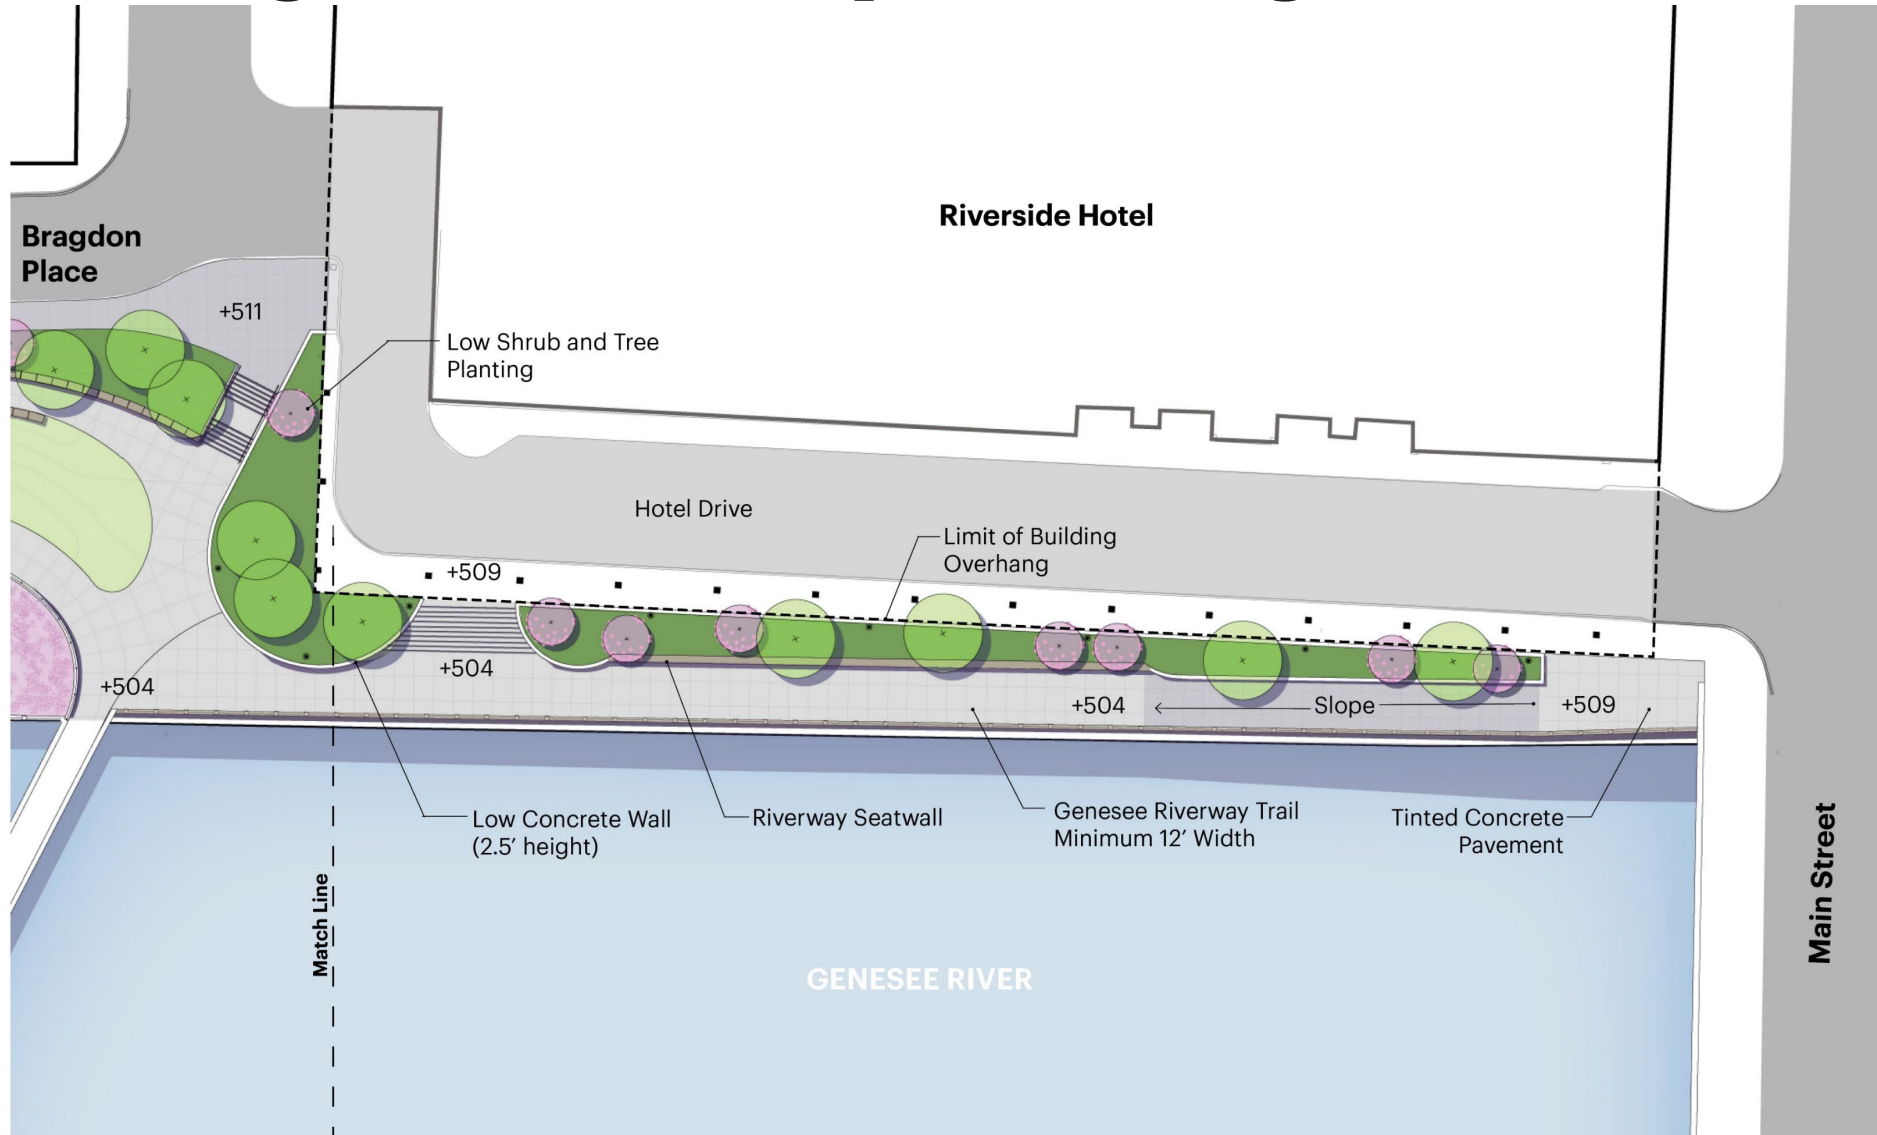 Riverside Hotel
Bragdon
Place
+511
Low Shrub and Tree
Planting
Hotel Drive
Limit of Building
Overhang
+509
+504
+504
+504
Slope
+509
Low Concrete Wall
(2.5’ height)
Riverway Seatwall
Genesee Riverway Trail
Minimum 12’ Width
Tinted Concrete
Pavement
Match Line
Main Street
GENESEE RIVER